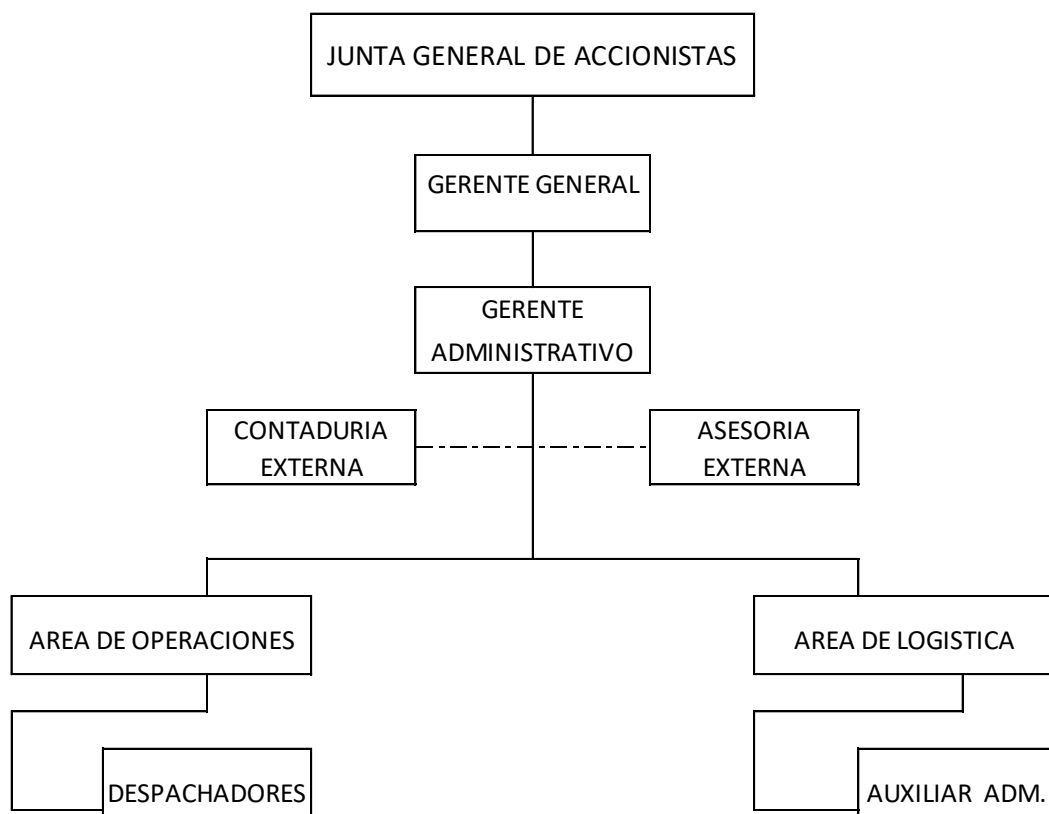 JUNTA GENERAL DE ACCIONISTAS
GERENTE GENERAL
GERENTE
ADMINISTRATIVO
CONTADURIA
EXTERNA
ASESORIA
EXTERNA
AREA DE OPERACIONES
AREA DE LOGISTICA
DESPACHADORES
AUXILIAR ADM.